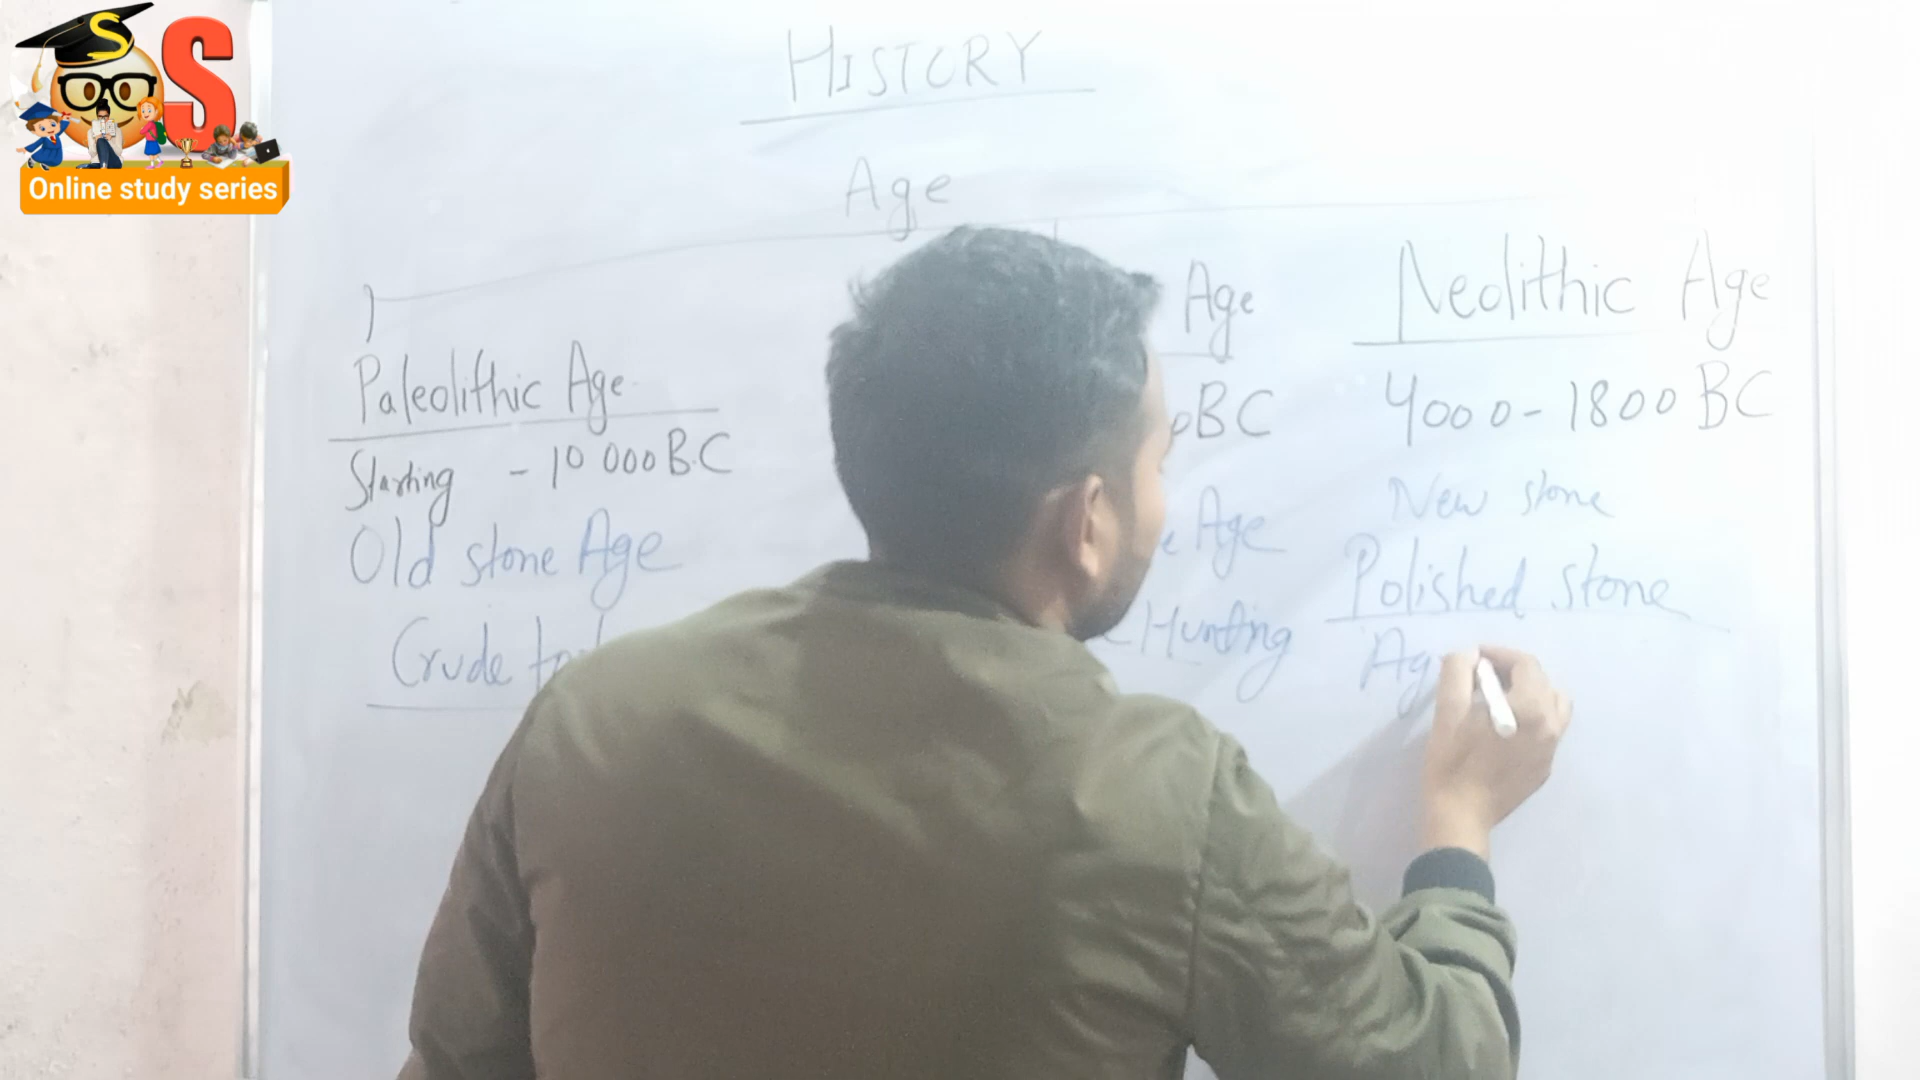 S S
Online study series
HISTORY
Age
Paleolithic Age
Starting - 10 000 B.C
Old stone Age
Crude
Age
BC
Age
Hunting
Neolithic Age
4000-1800 BC
New stone
Polished stone
Ag